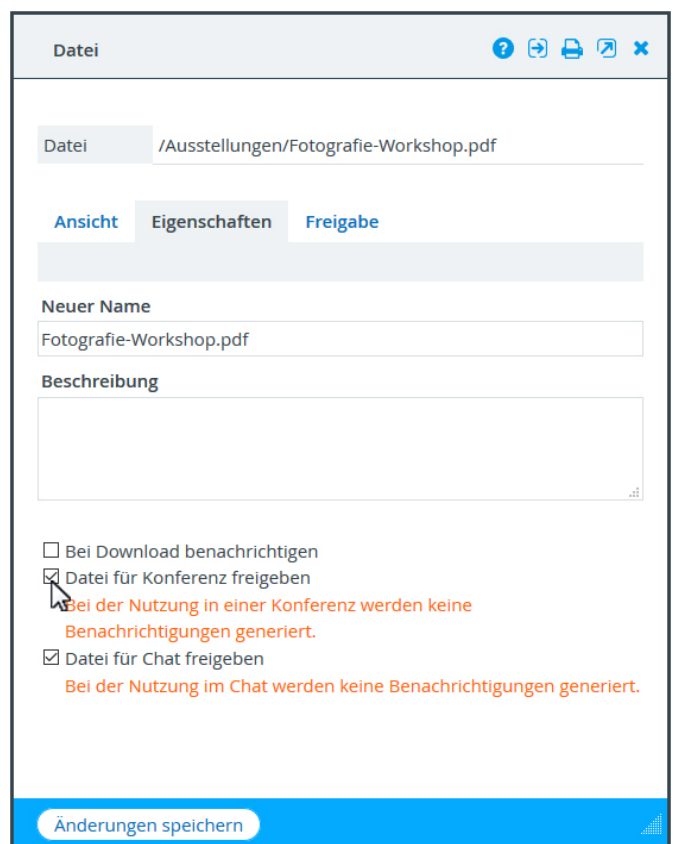 Datei
Datei /Ausstellungen/Fotografie-Workshop.pdf
Ansicht Eigenschaften Freigabe
Neuer Name
Fotografie-Workshop.pdf
Beschreibung
Bei Download benachrichtigen
Datei für Konferenz freigeben
Bei der Nutzung in einer Konferenz werden keine
Benachrichtigungen generiert.
Datei für Chat freigeben
Bei der Nutzung im Chat werden keine Benachrichtigungen generiert.
Änderungen speichern